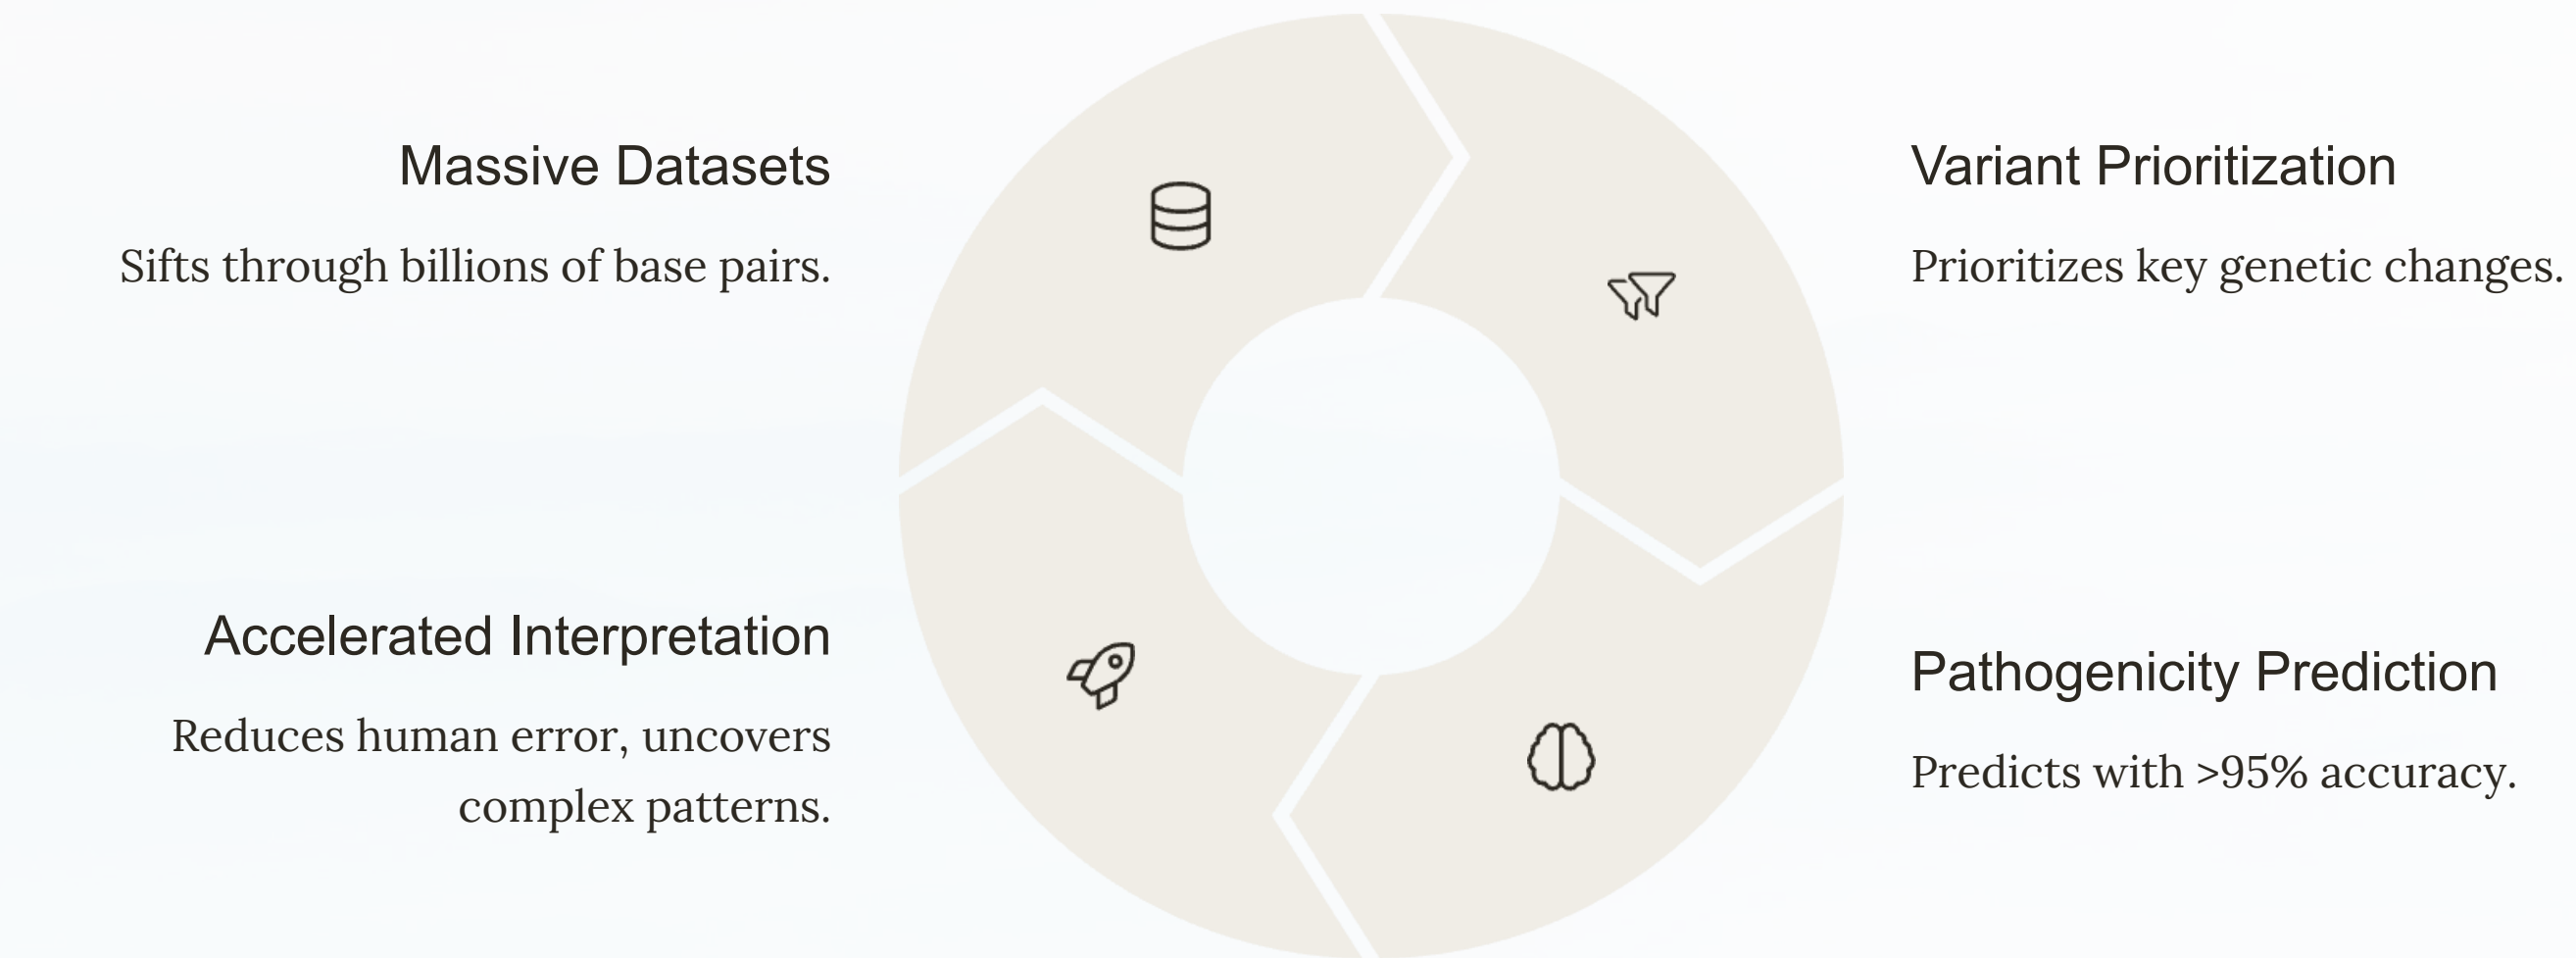 Massive Datasets
Sifts through billions of base pairs.
Variant Prioritization
Prioritizes key genetic changes.
Accelerated Interpretation
Reduces human error, uncovers
complex patterns.
Pathogenicity Prediction
Predicts with >95% accuracy.